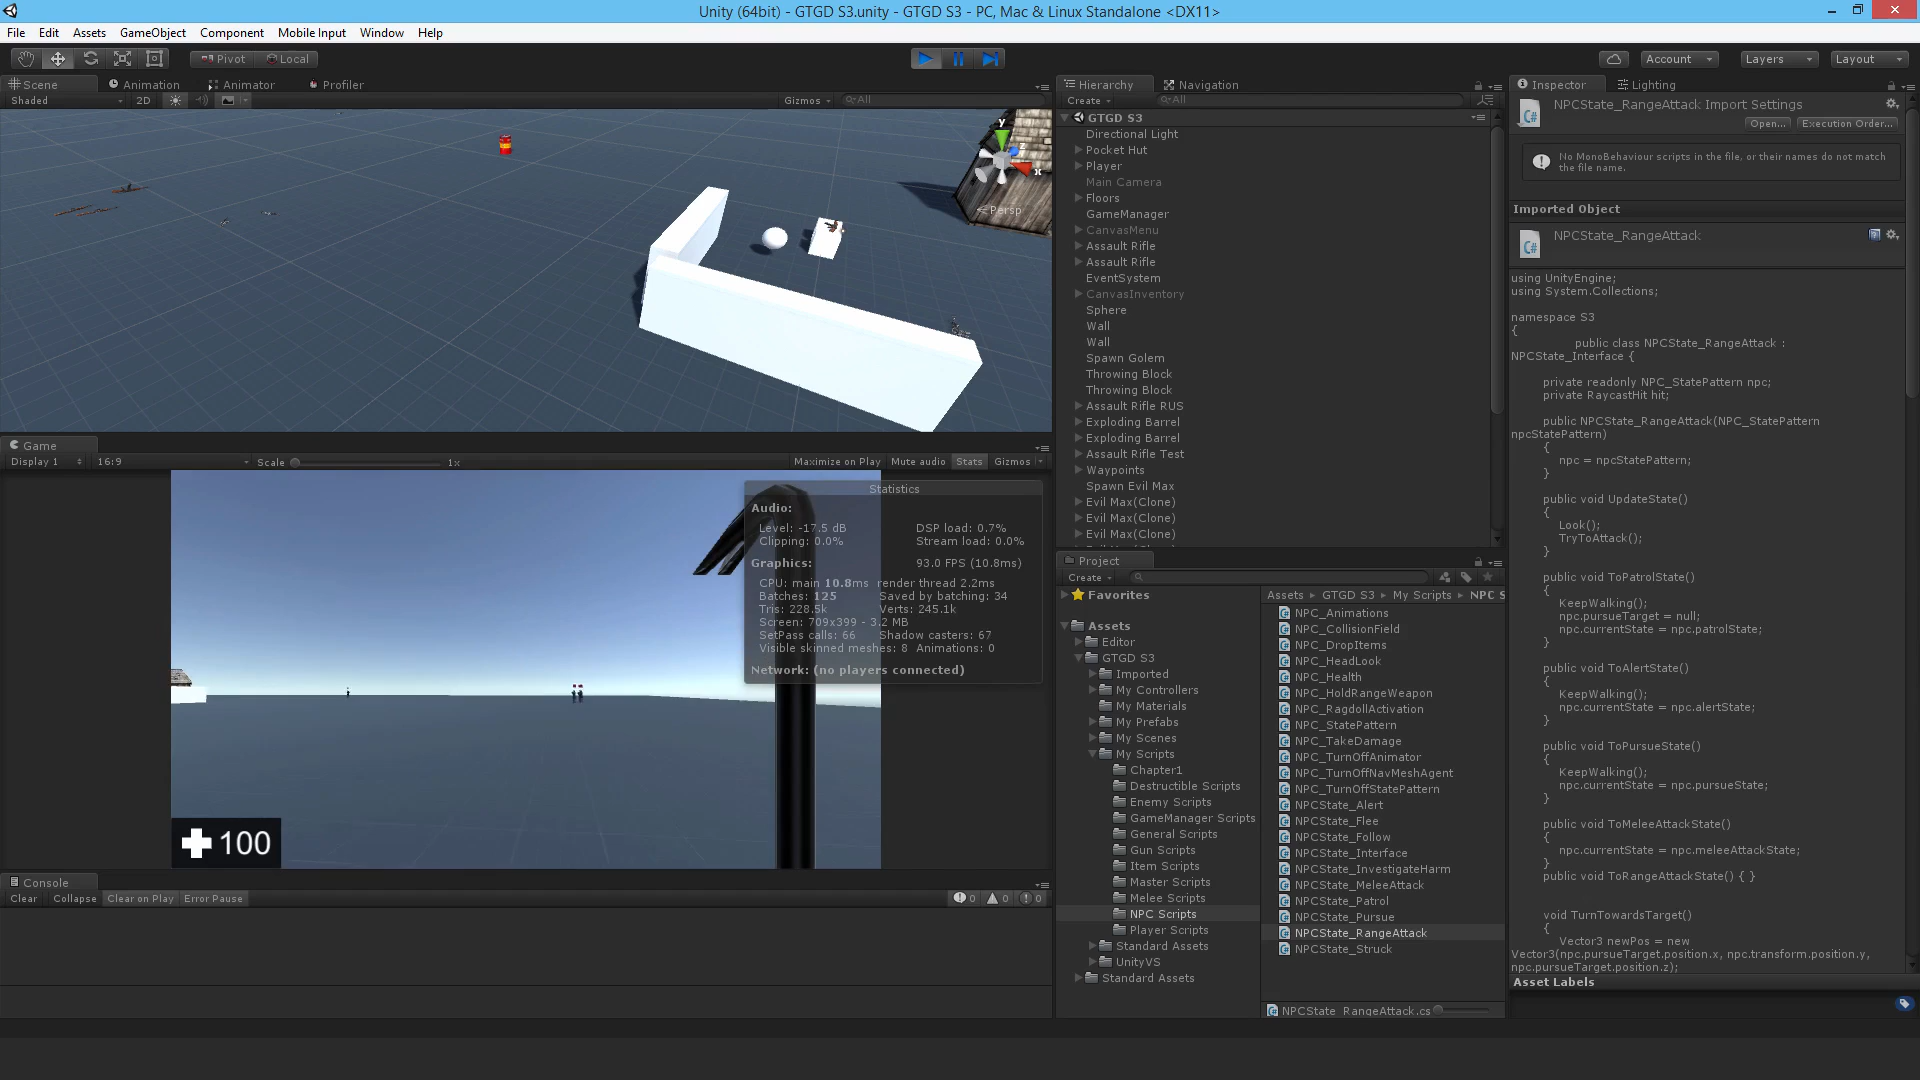 Unity (64bit) - GTGD S3.unity - GTGD S3 - PC, Mac & Linux Standalone <DX11>
File Edit Assets GameObject Component Mobile Input Window Help
Pivot Local Account Layers Layout
Scene Animation Animator Profiler
Shaded 2D Gizmos All
y
z
x
Persp
Game
Display 1 16:9 Scale 1x Maximize on Play Mute audio Stats Gizmos
Statistics
Audio:
Level: -17.5 dB DSP load: 0.7%
Clipping: 0.0% Stream load: 0.0%
Graphics: 93.0 FPS (10.8ms)
CPU: main 10.8ms render thread 2.2ms
Batches: 125 Saved by batching: 34
Tris: 228.5k Verts: 245.1k
Screen: 709x399 - 3.2 MB
SetPass calls: 66 Shadow casters: 67
Visible skinned meshes: 8 Animations: 0
Network: (no players connected)
100
Console
Clear Collapse Clear on Play Error Pause 0 0 0
Hierarchy Navigation
Create All
GTGD S3
Directional Light
Pocket Hut
Player
Main Camera
Floors
GameManager
CanvasMenu
Assault Rifle
Assault Rifle
EventSystem
CanvasInventory
Sphere
Wall
Wall
Spawn Golem
Throwing Block
Throwing Block
Assault Rifle RUS
Exploding Barrel
Exploding Barrel
Assault Rifle Test
Waypoints
Spawn Evil Max
Evil Max(Clone)
Evil Max(Clone)
Evil Max(Clone)
Project
Create
Favorites
Assets
Editor
GTGD S3
Imported
My Controllers
My Materials
My Prefabs
My Scenes
My Scripts
Chapter1
Destructible Scripts
Enemy Scripts
GameManager Scripts
General Scripts
Gun Scripts
Item Scripts
Master Scripts
Melee Scripts
NPC Scripts
Player Scripts
Standard Assets
UnityVS
Standard Assets
Assets GTGD S3 My Scripts NPC S
NPC_Animations
NPC_CollisionField
NPC_DropItems
NPC_HeadLook
NPC_Health
NPC_HoldRangeWeapon
NPC_RagdollActivation
NPC_StatePattern
NPC_TakeDamage
NPC_TurnOffAnimator
NPC_TurnOffNavMeshAgent
NPC_TurnOffStatePattern
NPCState_Alert
NPCState_Flee
NPCState_Follow
NPCState_Interface
NPCState_InvestigateHarm
NPCState_MeleeAttack
NPCState_Patrol
NPCState_Pursue
NPCState_RangeAttack
NPCState_Struck
NPCState_RangeAttack.cs
Inspector Lighting
NPCState_RangeAttack Import Settings
Open... Execution Order...
No MonoBehaviour scripts in the file, or their names do not match
the file name.
Imported Object
NPCState_RangeAttack
using UnityEngine;
using System.Collections;
namespace S3
{
public class NPCState_RangeAttack :
NPCState_Interface {
private readonly NPC_StatePattern npc;
private RaycastHit hit;
public NPCState_RangeAttack(NPC_StatePattern
npcStatePattern)
{
npc = npcStatePattern;
}
public void UpdateState()
{
Look();
TryToAttack();
}
public void ToPatrolState()
{
KeepWalking();
npc.pursueTarget = null;
npc.currentState = npc.patrolState;
}
public void ToAlertState()
{
KeepWalking();
npc.currentState = npc.alertState;
}
public void ToPursueState()
{
KeepWalking();
npc.currentState = npc.pursueState;
}
public void ToMeleeAttackState()
{
npc.currentState = npc.meleeAttackState;
}
public void ToRangeAttackState() { }
void TurnTowardsTarget()
{
Vector3 newPos = new
Vector3(npc.pursueTarget.position.x, npc.transform.position.y,
npc.pursueTarget.position.z);
Asset Labels